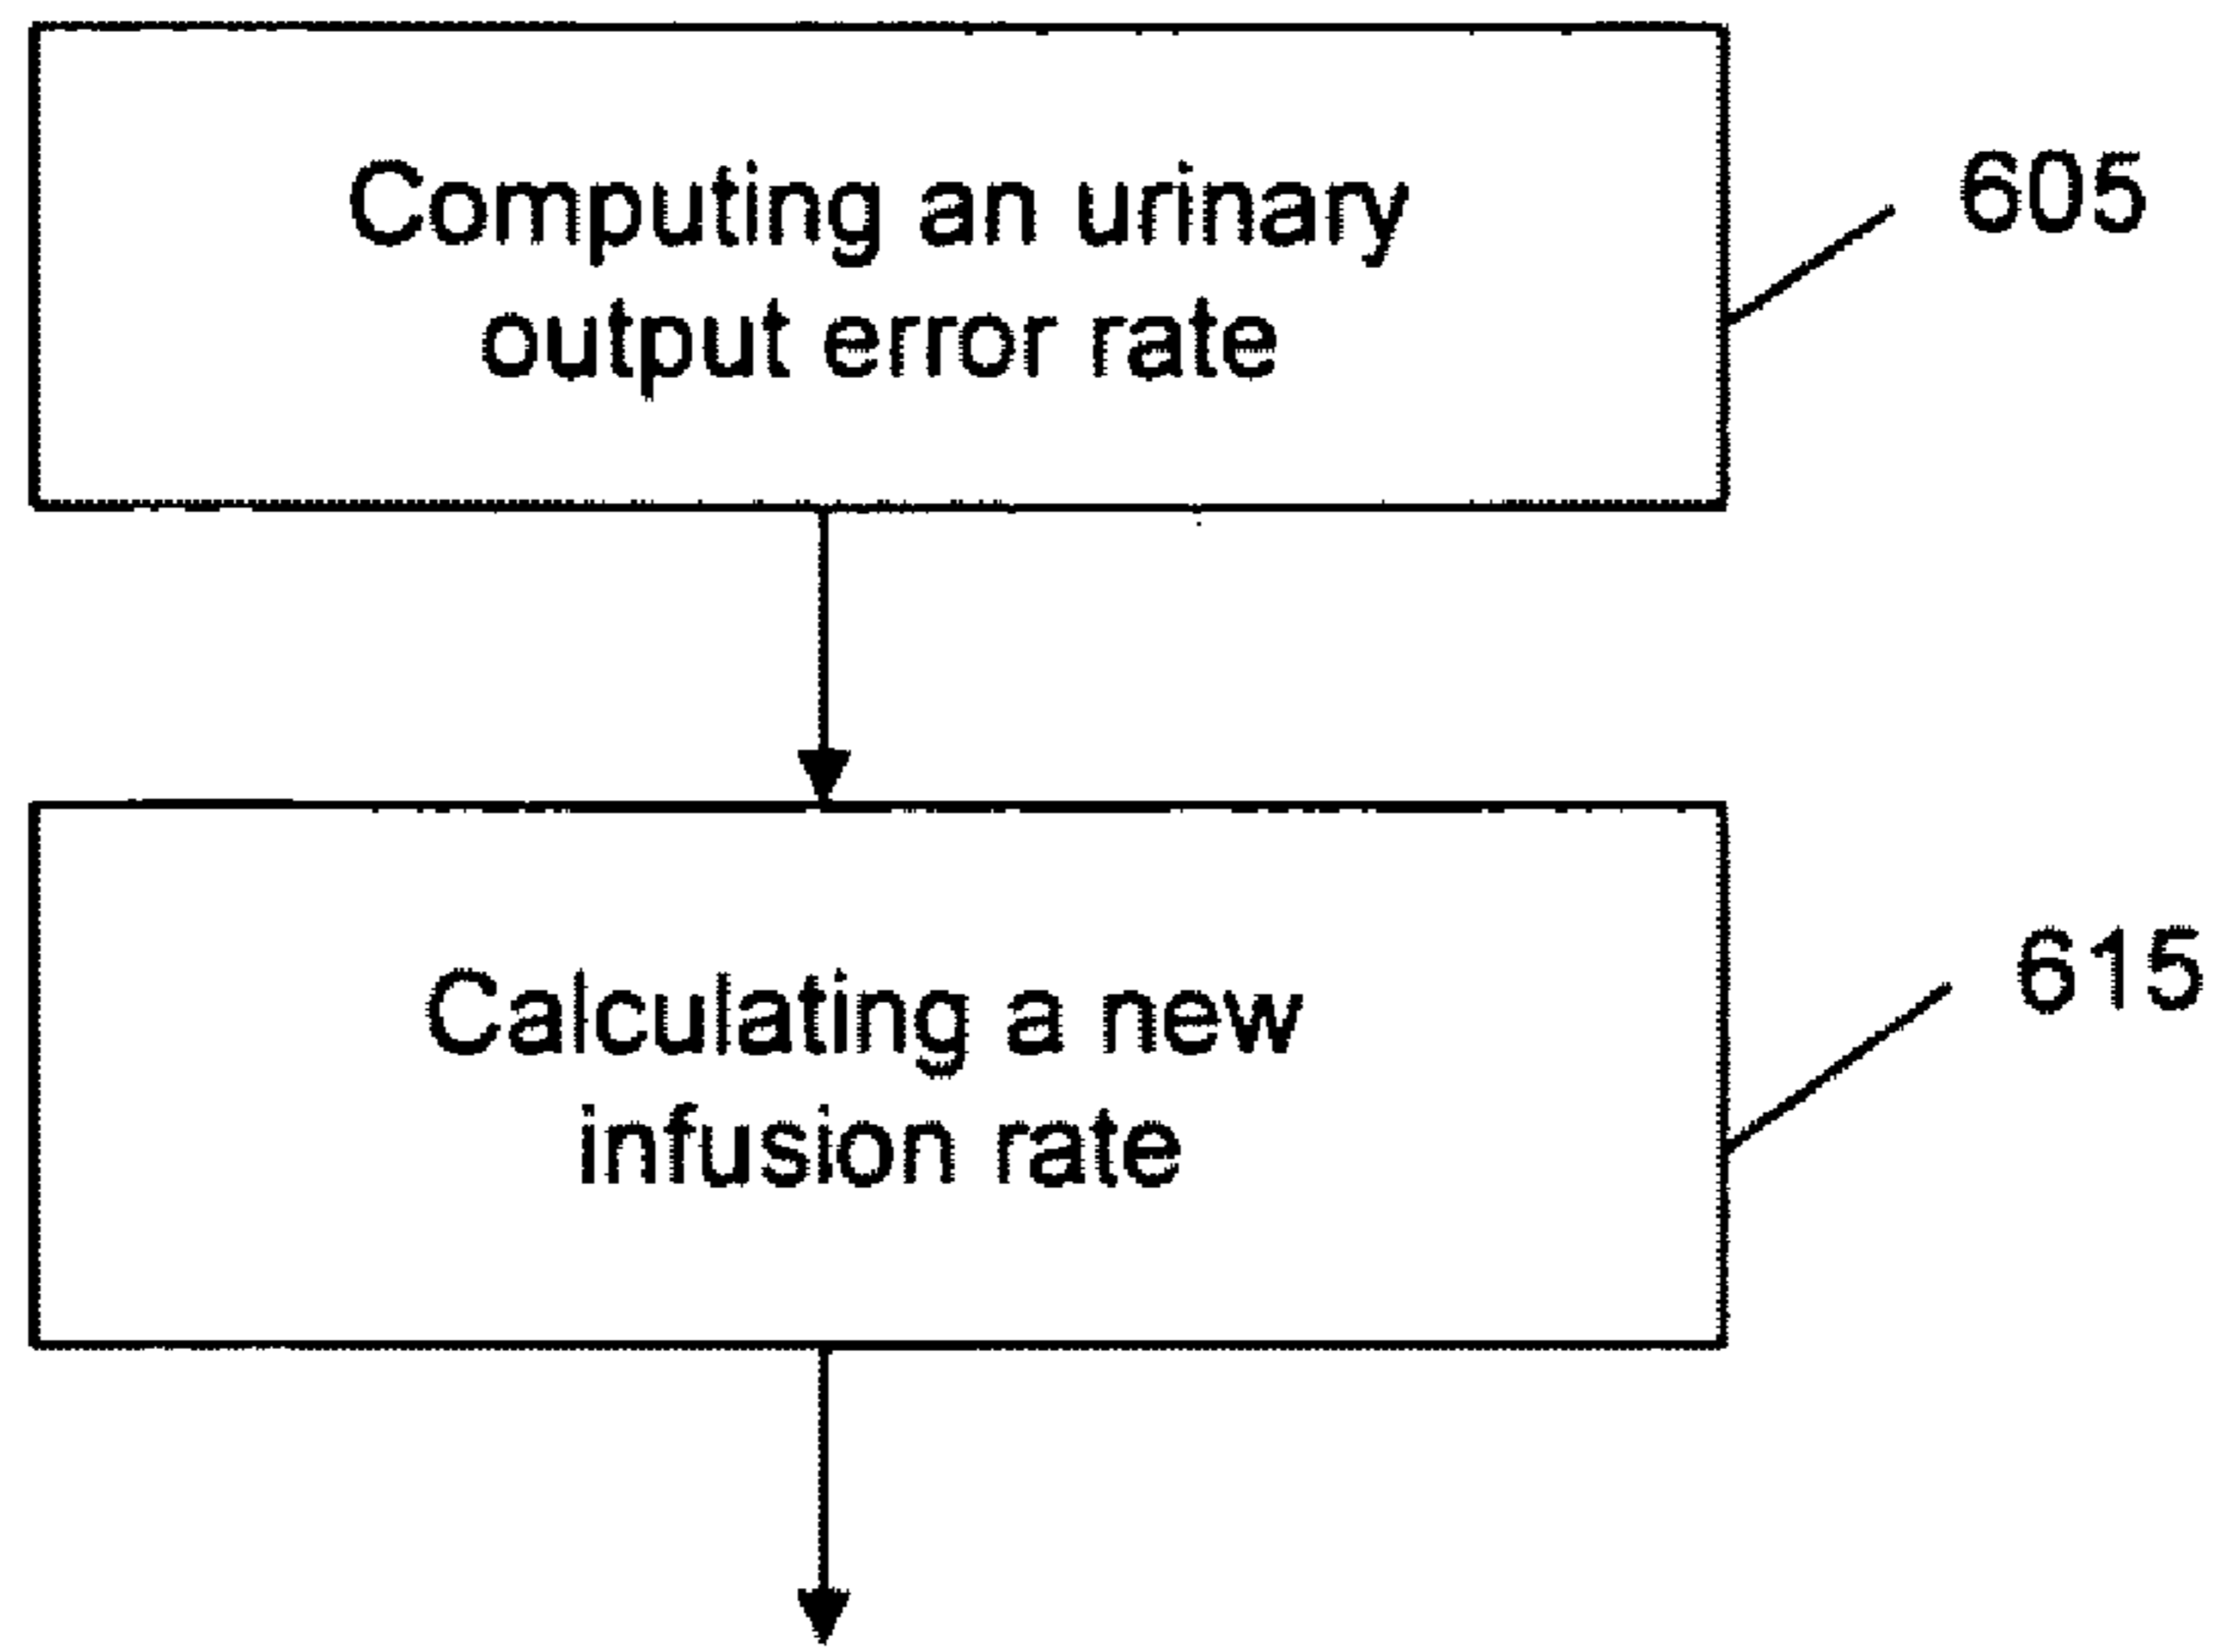 Computing an urinary
output error rate
605
Calculating a new
infusion rate
615